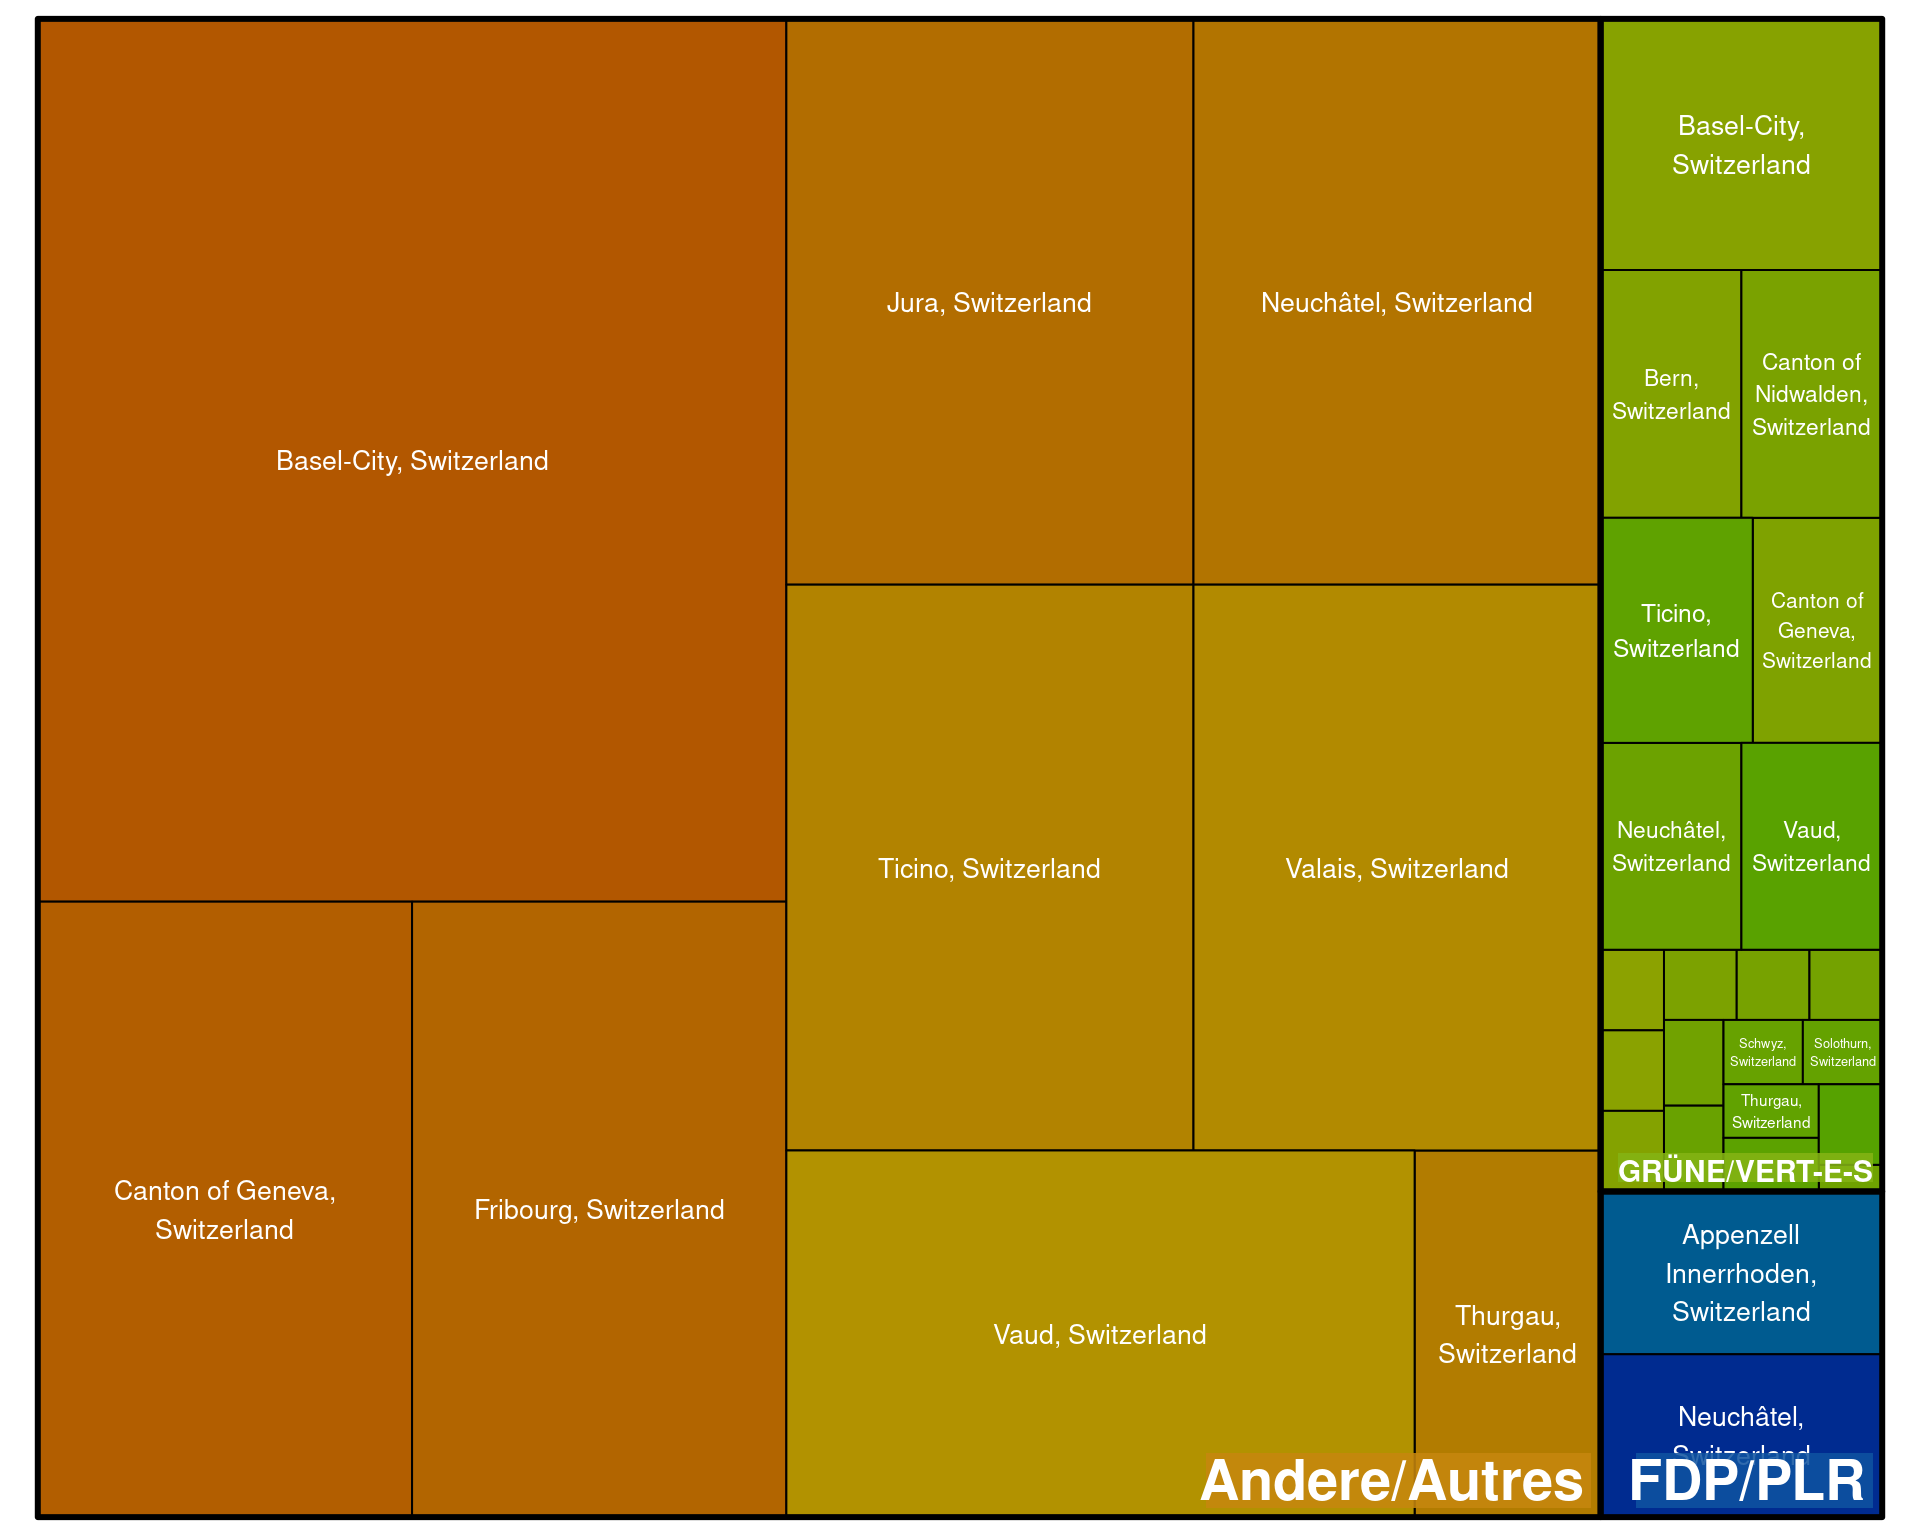 Basel-City, Switzerland
Canton of Geneva,
Switzerland
Fribourg, Switzerland
Jura, Switzerland
Neuchâtel, Switzerland
Ticino, Switzerland
Valais, Switzerland
Vaud, Switzerland
Thurgau,
Switzerland
Andere/Autres
Basel-City,
Switzerland
Bern,
Switzerland
Canton of
Nidwalden,
Switzerland
Ticino,
Switzerland
Canton of
Geneva,
Switzerland
Neuchâtel,
Switzerland
Vaud,
Switzerland
Schwyz,
Switzerland
Solothurn,
Switzerland
Thurgau,
Switzerland
GRÜNE/VERT-E-S
Appenzell
Innerrhoden,
Switzerland
Neuchâtel,
Switzerland
FDP/PLR